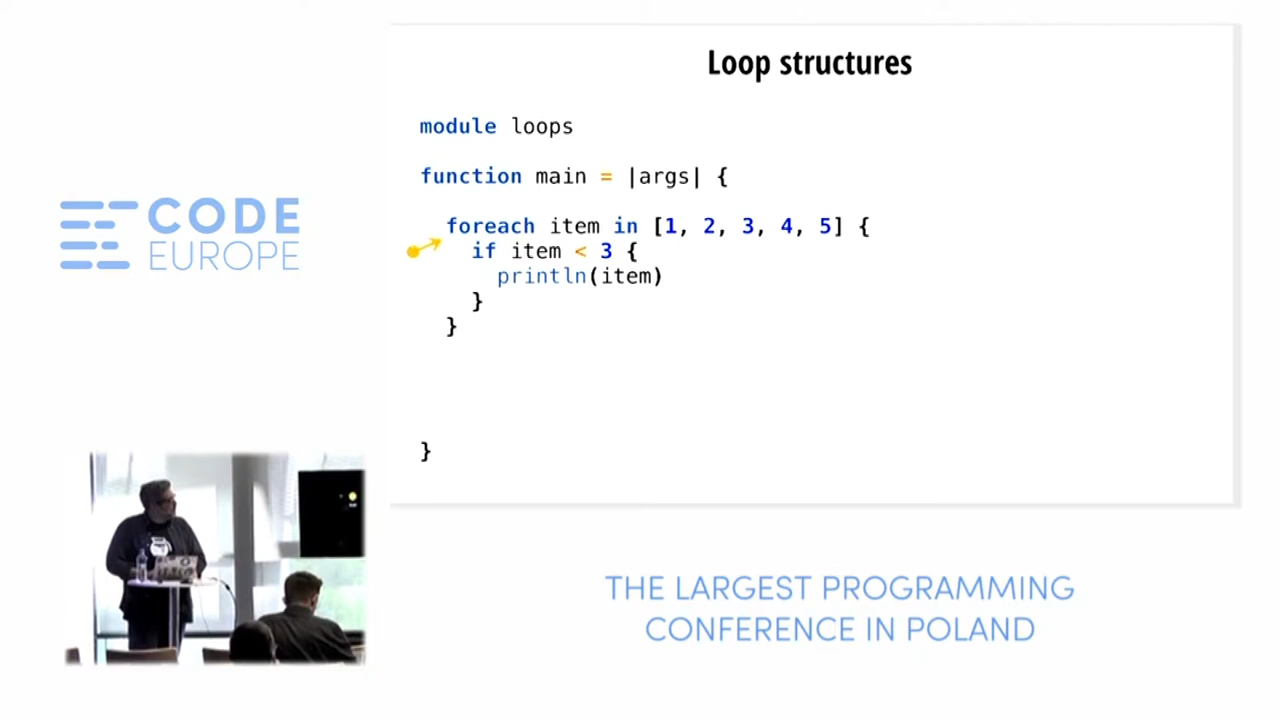 CODE
EUROPE
Loop structures
module loops
function main = |args| {
foreach item in [1, 2, 3, 4, 5] {
if item < 3 {
println(item)
}
}
}
THE LARGEST PROGRAMMING
CONFERENCE IN POLAND